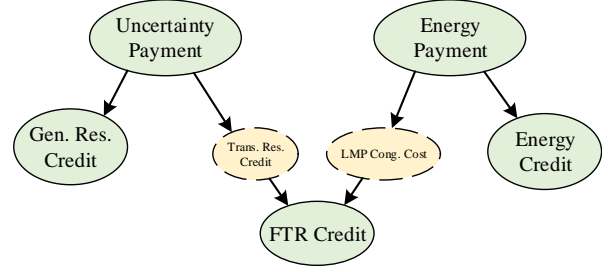 Uncertainty
Payment
Energy
Payment
Gen. Res.
Credit
Trans. Res.
Credit
LMP Cong. Cost
Energy
Credit
FTR Credit